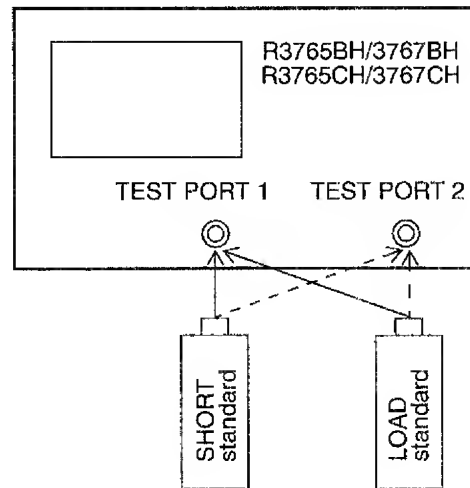 R3765BH/3767BH
R3765CH/3767CH
TEST PORT 1
TEST PORT 2
SHORT
standard
LOAD
standard